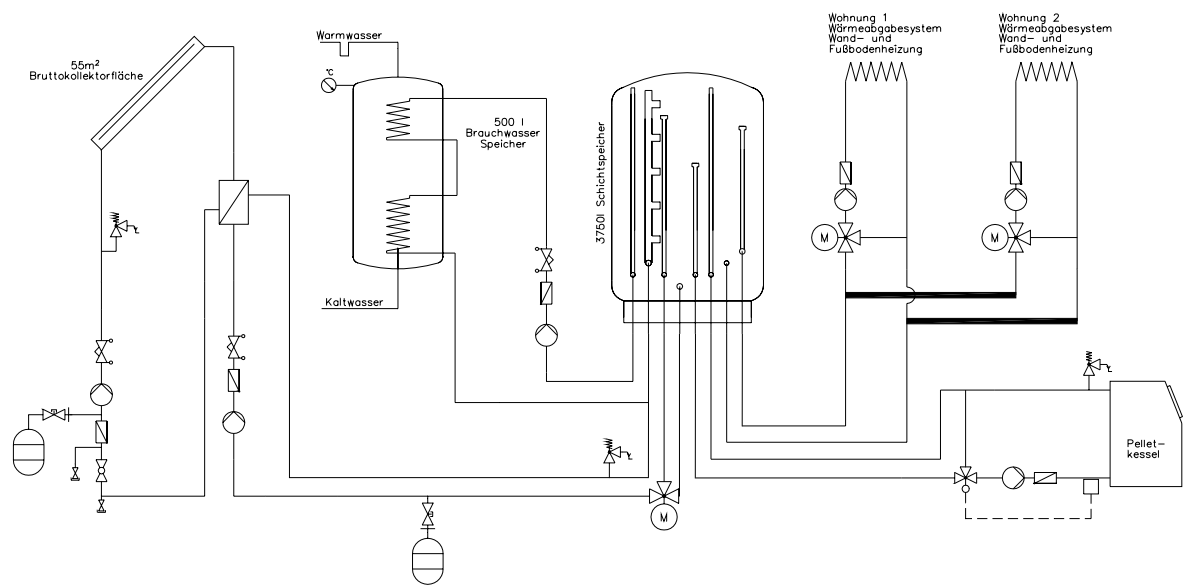 55m²
Bruttokollektorfläche
Warmwasser
°C
500 l
Brauchwasser
Speicher
Kaltwasser
3750l Schichtspeicher
Wohnung 1
Wärmeabgabesystem
Wand- und
Fußbodenheizung
Wohnung 2
Wärmeabgabesystem
Wand- und
Fußbodenheizung
M
M
M
Pellet-
kessel